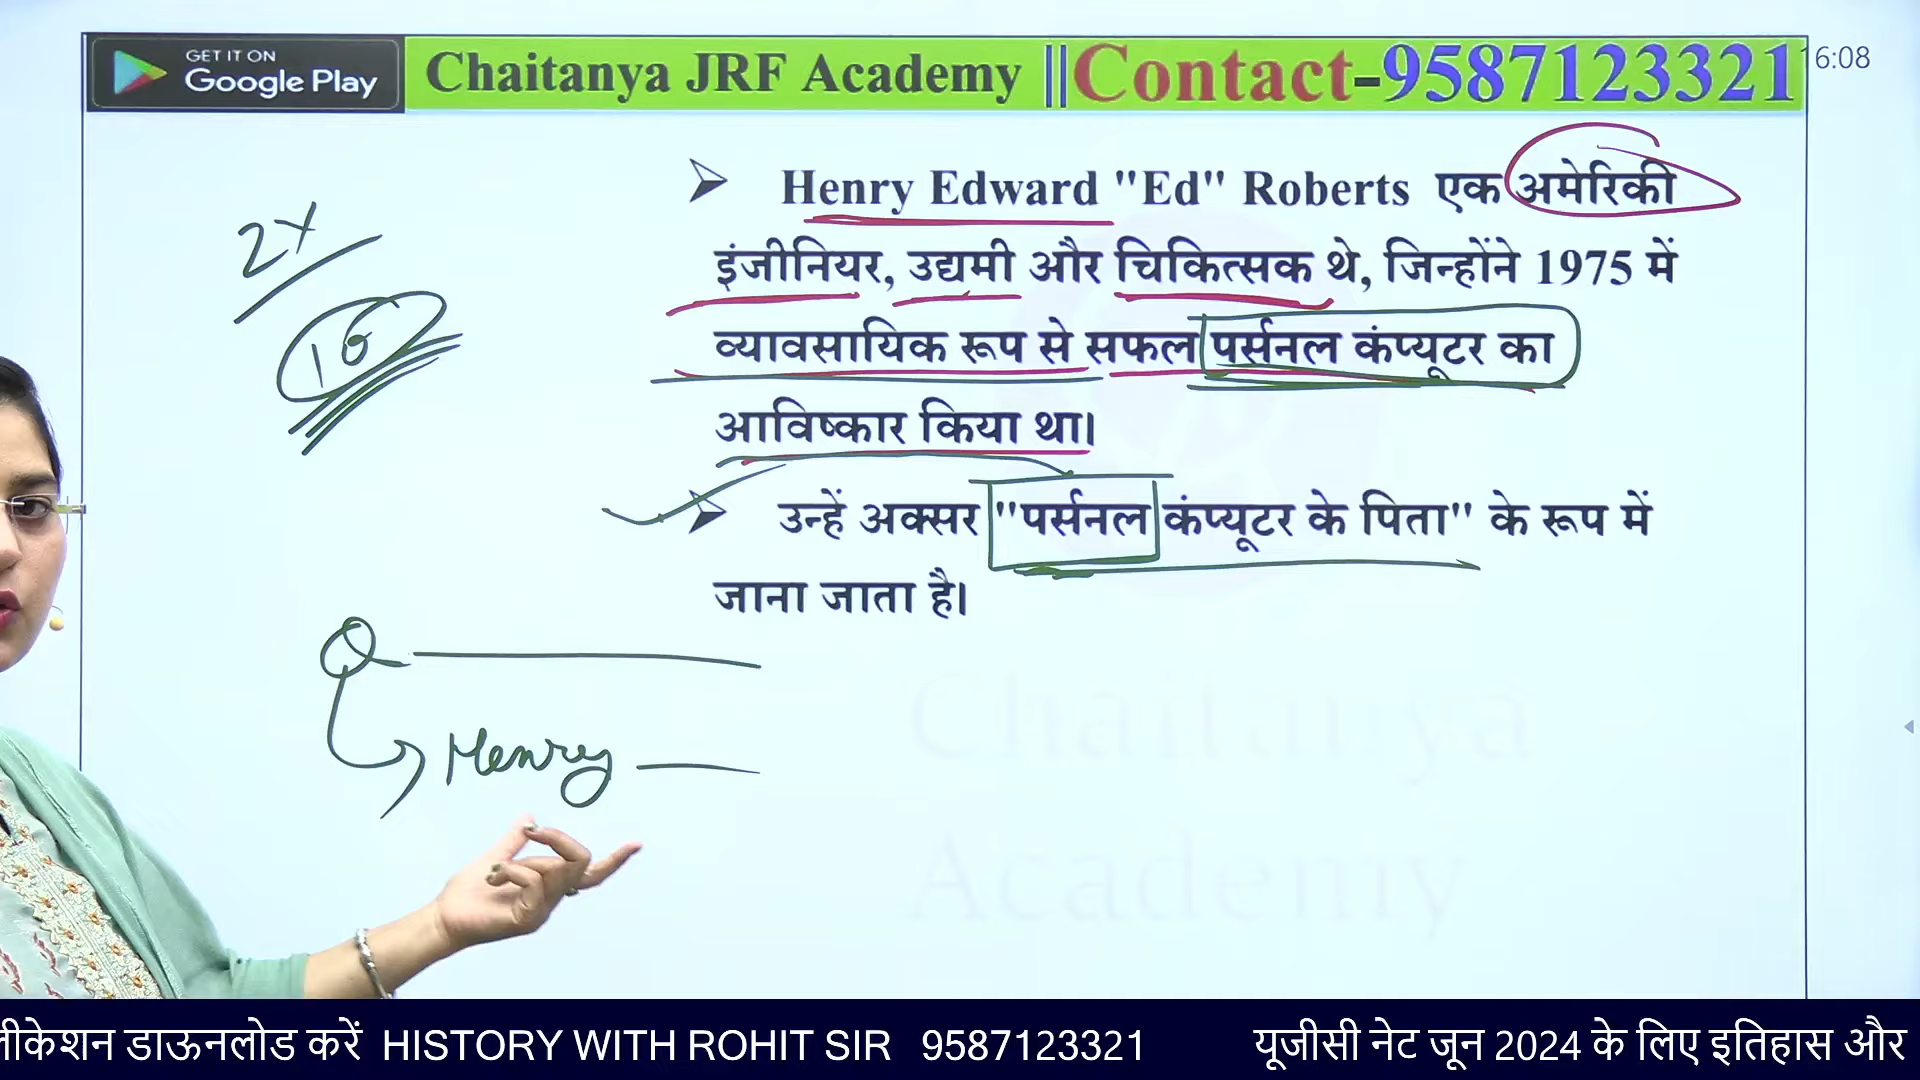 GET IT ON
Google Play
Chaitanya JRF Academy ||Contact-9587123321
16:08
➢ Henry Edward "Ed" Roberts एक अमेरिकी
इंजीनियर, उद्यमी और चिकित्सक थे, जिन्होंने 1975 में
व्यावसायिक रूप से सफल पर्सनल कंप्यूटर का
आविष्कार किया था।
➢ उन्हें अक्सर "पर्सनल कंप्यूटर के पिता" के रूप में
जाना जाता है।
2x
16
Q
Henry
Chaitanya
Academy
लीकेशन डाऊनलोड करें HISTORY WITH ROHIT SIR 9587123321 यूजीसी नेट जून 2024 के लिए इतिहास और